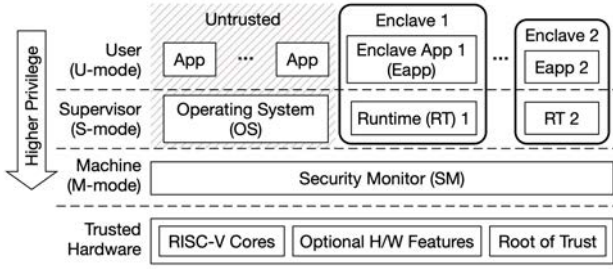 Untrusted
Enclave 1
Enclave 2
User
(U-mode)
App
...
App
Enclave App 1
(Eapp)
...
Eapp 2
Higher Privilege
Supervisor
(S-mode)
Operating System
(OS)
Runtime (RT) 1
RT 2
Machine
(M-mode)
Security Monitor (SM)
Trusted
Hardware
RISC-V Cores
Optional H/W Features
Root of Trust